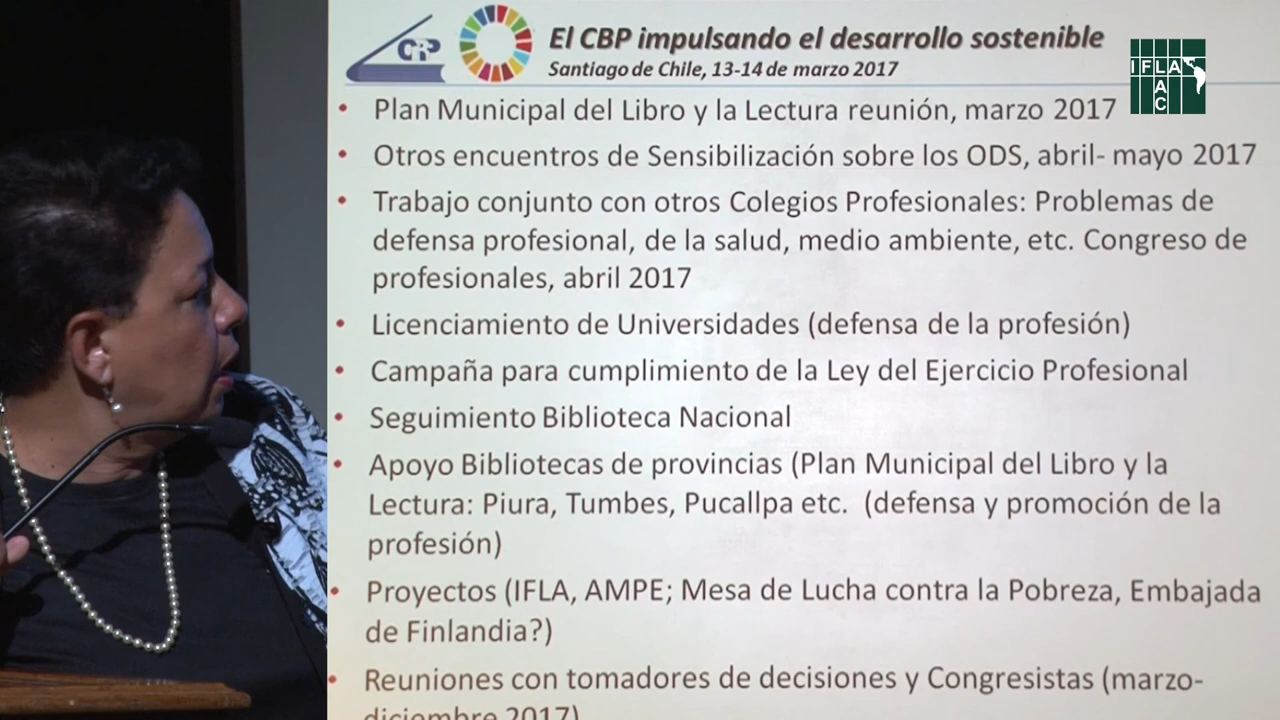 CBP
El CBP impulsando el desarrollo sostenible
Santiago de Chile, 13-14 de marzo 2017
IFLA
LAC
• Plan Municipal del Libro y la Lectura reunión, marzo 2017
• Otros encuentros de Sensibilización sobre los ODS, abril- mayo 2017
• Trabajo conjunto con otros Colegios Profesionales: Problemas de
defensa profesional, de la salud, medio ambiente, etc. Congreso de
profesionales, abril 2017
• Licenciamiento de Universidades (defensa de la profesión)
• Campaña para cumplimiento de la Ley del Ejercicio Profesional
• Seguimiento Biblioteca Nacional
• Apoyo Bibliotecas de provincias (Plan Municipal del Libro y la
Lectura: Piura, Tumbes, Pucallpa etc. (defensa y promoción de la
profesión)
• Proyectos (IFLA, AMPE; Mesa de Lucha contra la Pobreza, Embajada
de Finlandia?)
• Reuniones con tomadores de decisiones y Congresistas (marzo-
diciembre 2017)